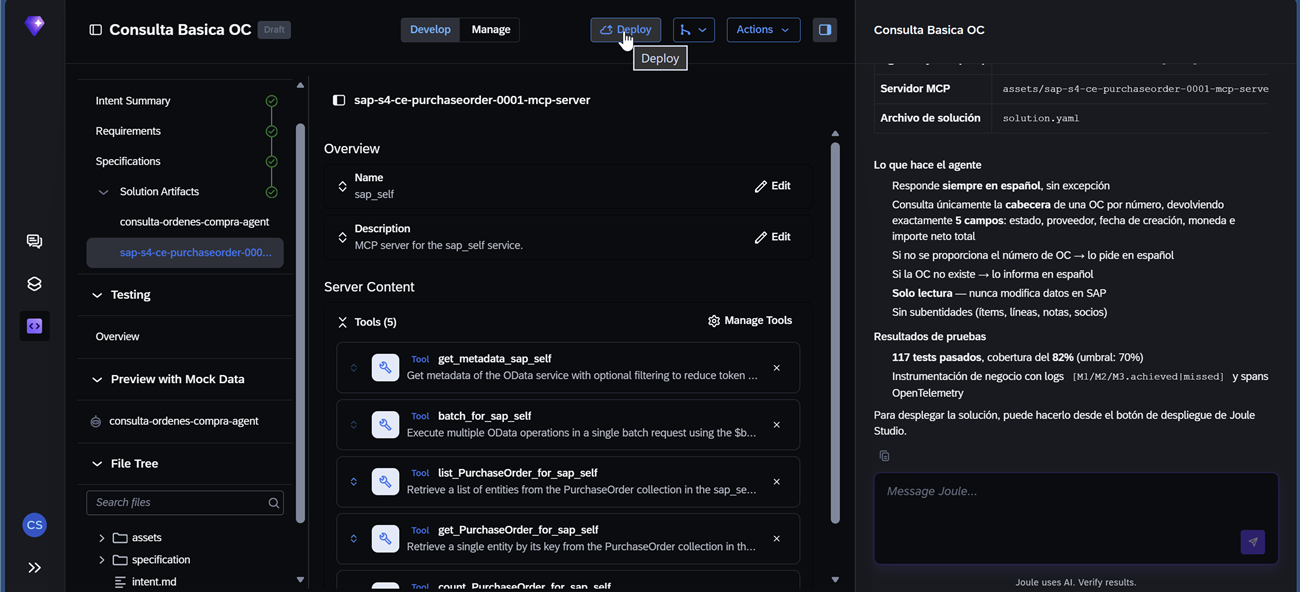 Consulta Basica OC
Draft
Develop
Manage
Deploy
Actions
Deploy
Intent Summary
Requirements
Specifications
Solution Artifacts
consulta-ordenes-compra-agent
sap-s4-ce-purchaseorder-000...
Testing
Overview
Preview with Mock Data
consulta-ordenes-compra-agent
File Tree
Search files
assets
specification
intent.md
CS
sap-s4-ce-purchaseorder-0001-mcp-server
Overview
Name
sap_self
Edit
Description
MCP server for the sap_self service.
Edit
Server Content
Tools (5)
Manage Tools
Tool get_metadata_sap_self
Get metadata of the OData service with optional filtering to reduce token ...
Tool batch_for_sap_self
Execute multiple OData operations in a single batch request using the $b...
Tool list_PurchaseOrder_for_sap_self
Retrieve a list of entities from the PurchaseOrder collection in the sap_se...
Tool get_PurchaseOrder_for_sap_self
Retrieve a single entity by its key from the PurchaseOrder collection in th...
Tool count_PurchaseOrder_for_sap_self
Consulta Basica OC
Servidor MCP assets/sap-s4-ce-purchaseorder-0001-mcp-serve
Archivo de solución solution.yaml
Lo que hace el agente
Responde siempre en español, sin excepción
Consulta únicamente la cabecera de una OC por número, devolviendo
exactamente 5 campos: estado, proveedor, fecha de creación, moneda e
importe neto total
Si no se proporciona el número de OC → lo pide en español
Si la OC no existe → lo informa en español
Solo lectura — nunca modifica datos en SAP
Sin subentidades (ítems, líneas, notas, socios)
Resultados de pruebas
117 tests pasados, cobertura del 82% (umbral: 70%)
Instrumentación de negocio con logs [M1/M2/M3.achieved|missed] y spans
OpenTelemetry
Para desplegar la solución, puede hacerlo desde el botón de despliegue de Joule
Studio.
Message Joule...
Joule uses AI. Verify results.